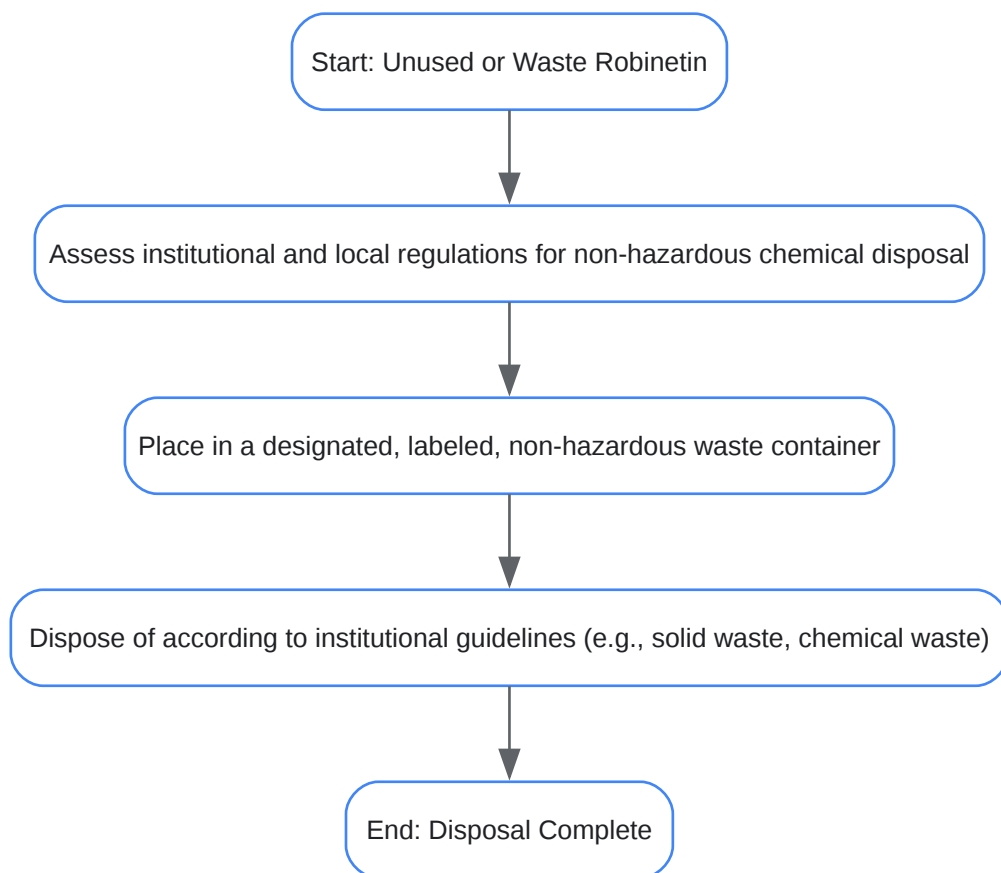 Start: Unused or Waste Robinetin
Assess institutional and local regulations for non-hazardous chemical disposal
Place in a designated, labeled, non-hazardous waste container
Dispose of according to institutional guidelines (e.g., solid waste, chemical waste)
End: Disposal Complete